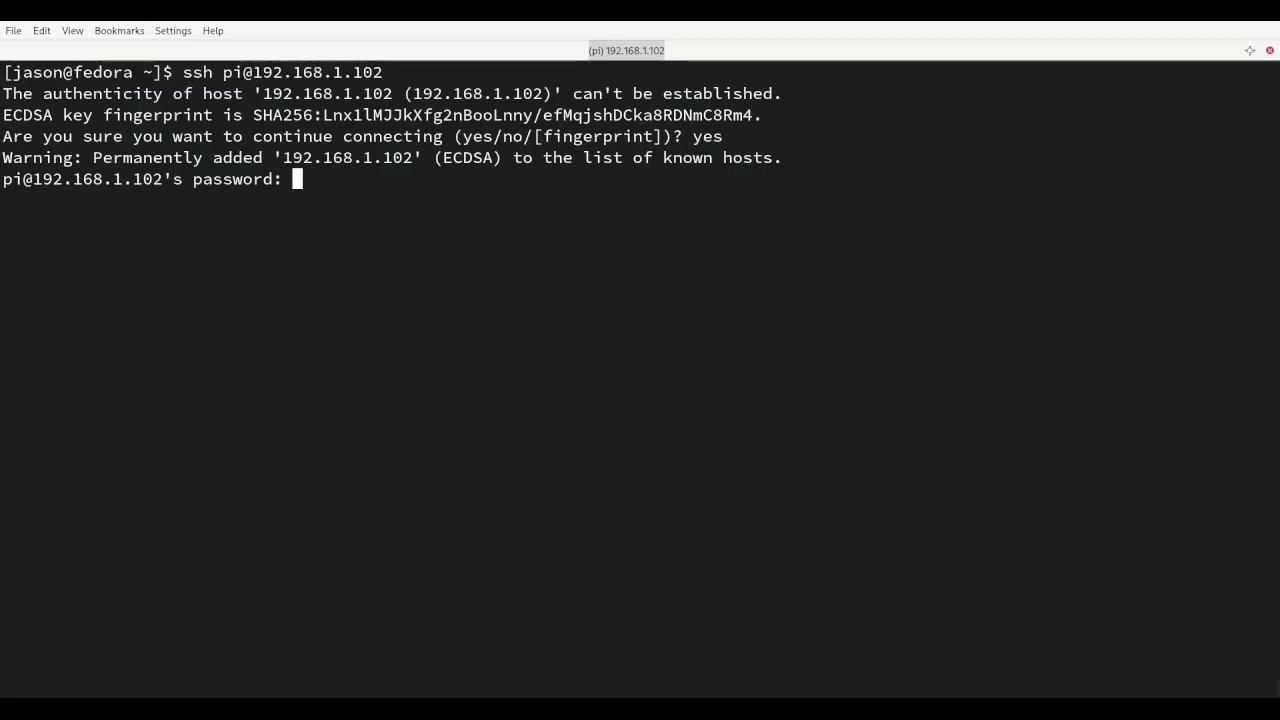 File Edit View Bookmarks Settings Help
(pi) 192.168.1.102
[jason@fedora ~]$ ssh pi@192.168.1.102
The authenticity of host '192.168.1.102 (192.168.1.102)' can't be established.
ECDSA key fingerprint is SHA256:Lnx1lMJJkXfg2nBooLnny/efMqjshDCka8RDNmC8Rm4.
Are you sure you want to continue connecting (yes/no/[fingerprint])? yes
Warning: Permanently added '192.168.1.102' (ECDSA) to the list of known hosts.
pi@192.168.1.102's password: